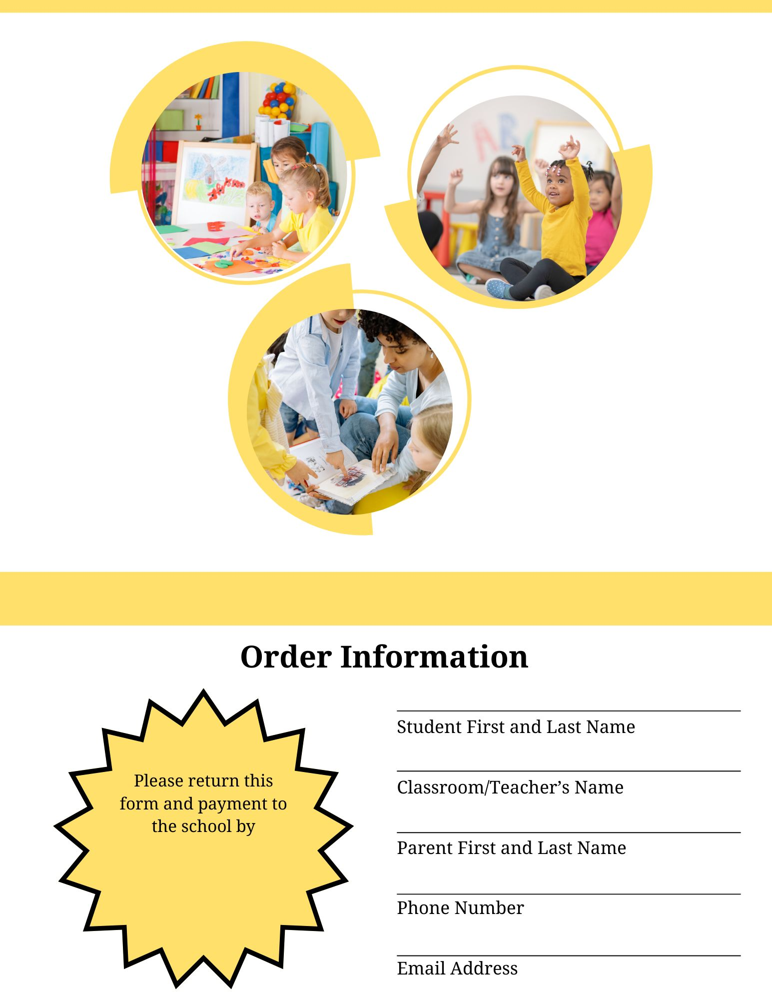 AB
Order Information
Please return this
form and payment to
the school by
Student First and Last Name
Classroom/Teacher’s Name
Parent First and Last Name
Phone Number
Email Address